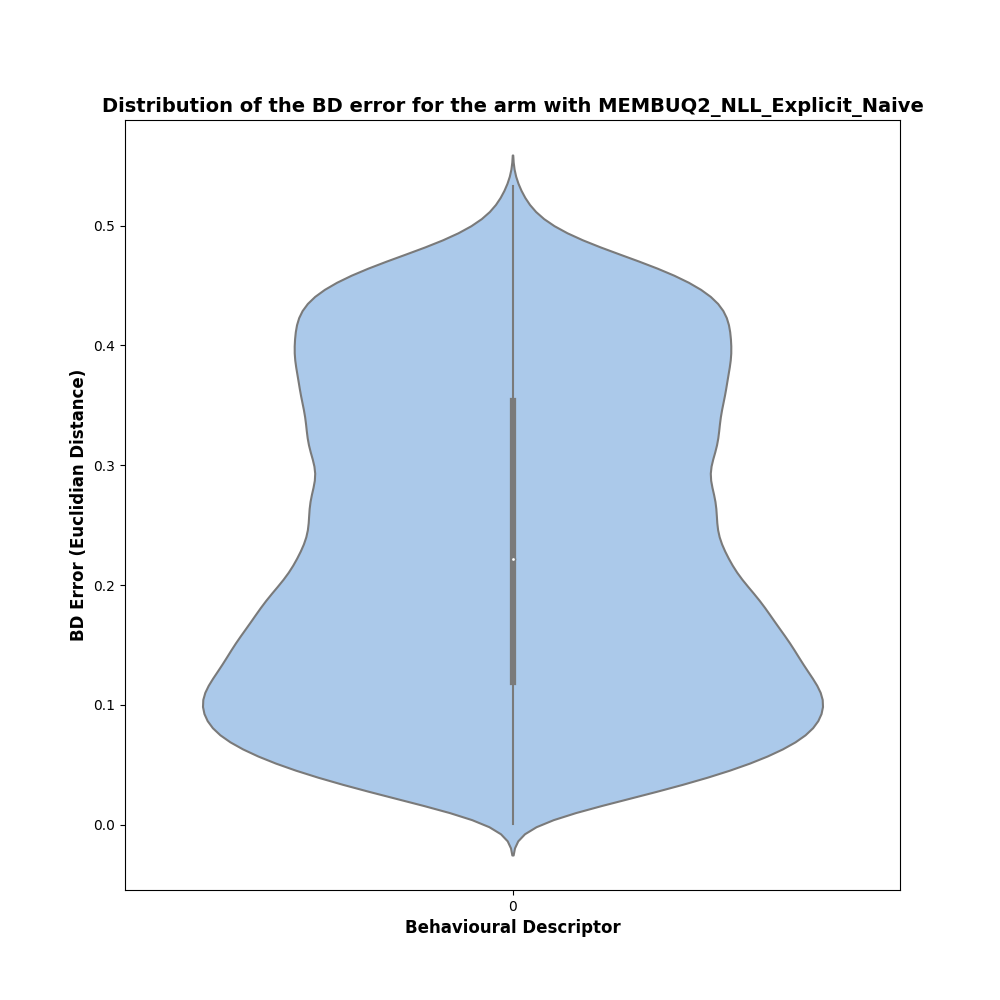 Distribution of the BD error for the arm with MEMBUQ2_NLL_Explicit_Naive
0.5
0.4
0.3
0.2
0.1
0.0
BD Error (Euclidian Distance)
0
Behavioural Descriptor